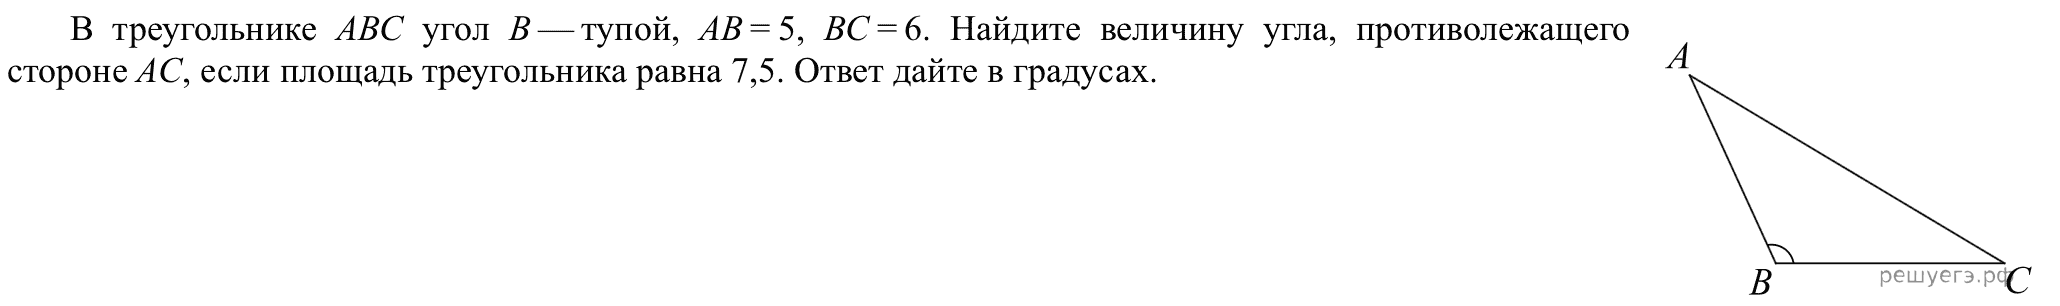 В треугольнике ABC угол B — тупой, AB = 5, BC = 6. Найдите величину угла, противолежащего
стороне AC, если площадь треугольника равна 7,5. Ответ дайте в градусах.
A
B
решуегэ.рф
C